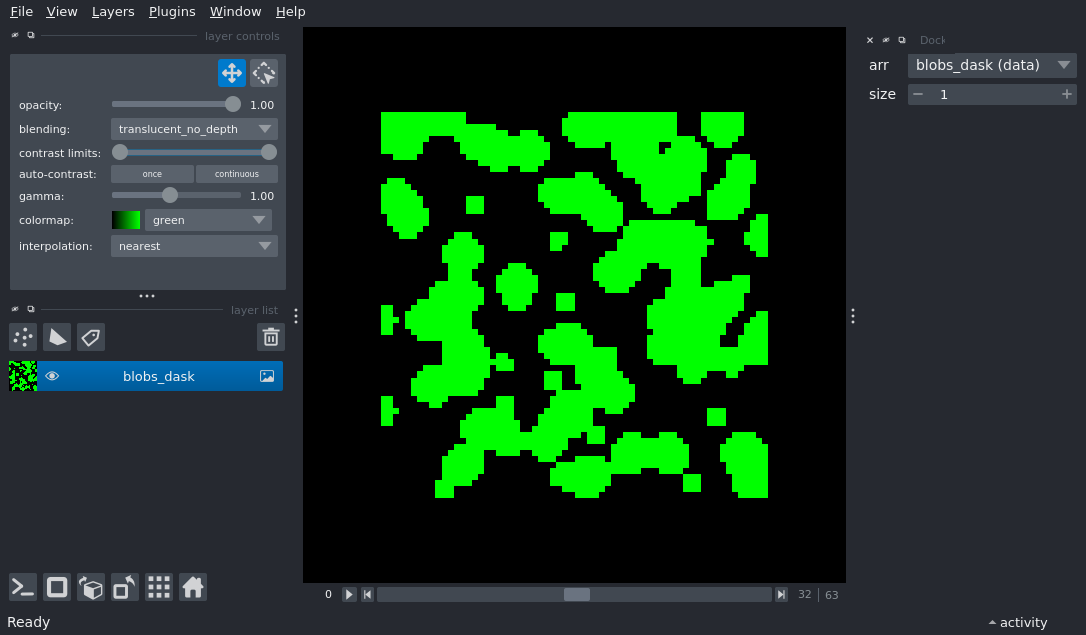 File View Layers Plugins Window Help
layer controls
opacity: 1.00
blending: translucent_no_depth
contrast limits:
auto-contrast: once continuous
gamma: 1.00
colormap: green
interpolation: nearest
layer list
blobs_dask
Dock
arr blobs_dask (data)
size 1
0 32 63
Ready activity